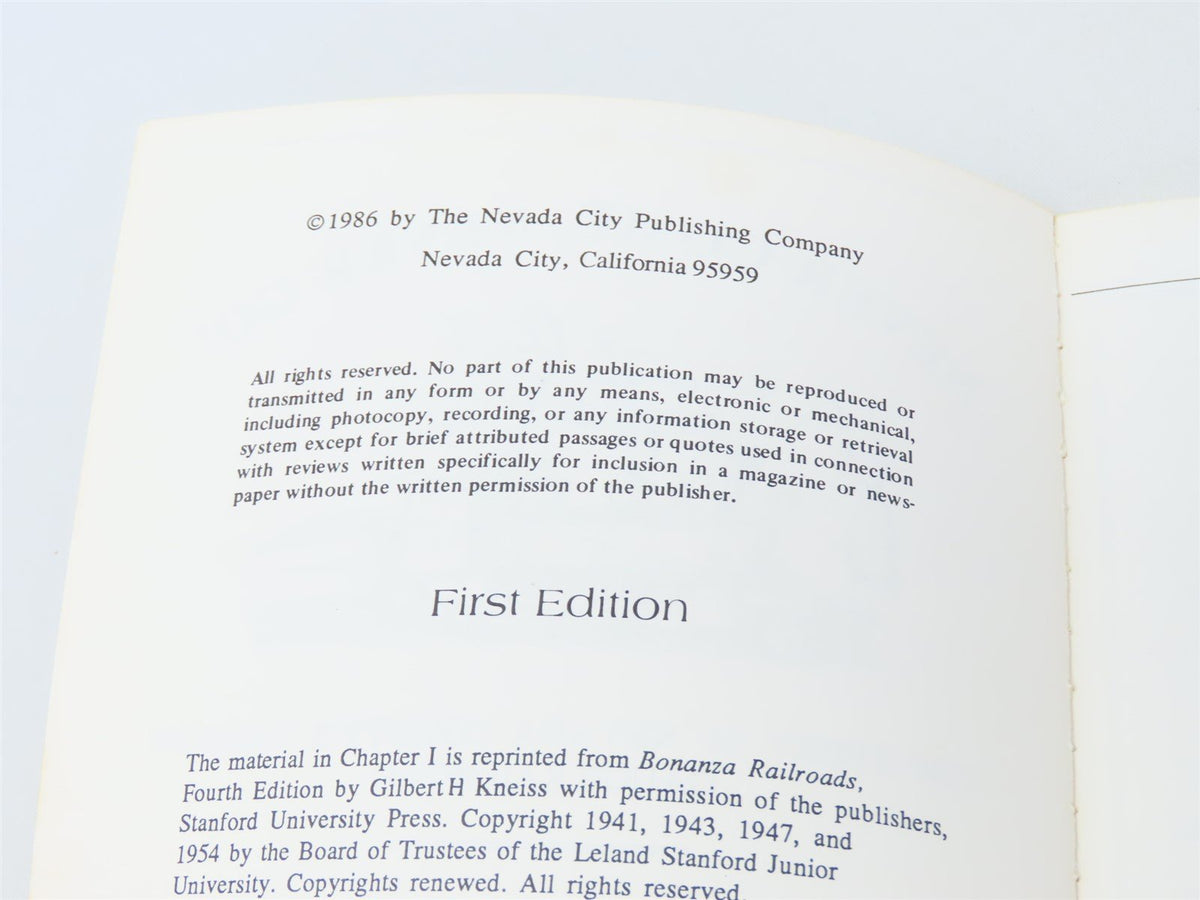 ©1986 by The Nevada City Publishing Company
Nevada City, California 95959
All rights reserved. No part of this publication may be reproduced or
transmitted in any form or by any means, electronic or mechanical,
including photocopy, recording, or any information storage or retrieval
system except for brief attributed passages or quotes used in connection
with reviews written specifically for inclusion in a magazine or news-
paper without the written permission of the publisher.
First Edition
The material in Chapter I is reprinted from Bonanza Railroads,
Fourth Edition by Gilbert H Kneiss with permission of the publishers,
Stanford University Press. Copyright 1941, 1943, 1947, and
1954 by the Board of Trustees of the Leland Stanford Junior
University. Copyrights renewed. All rights reserved.